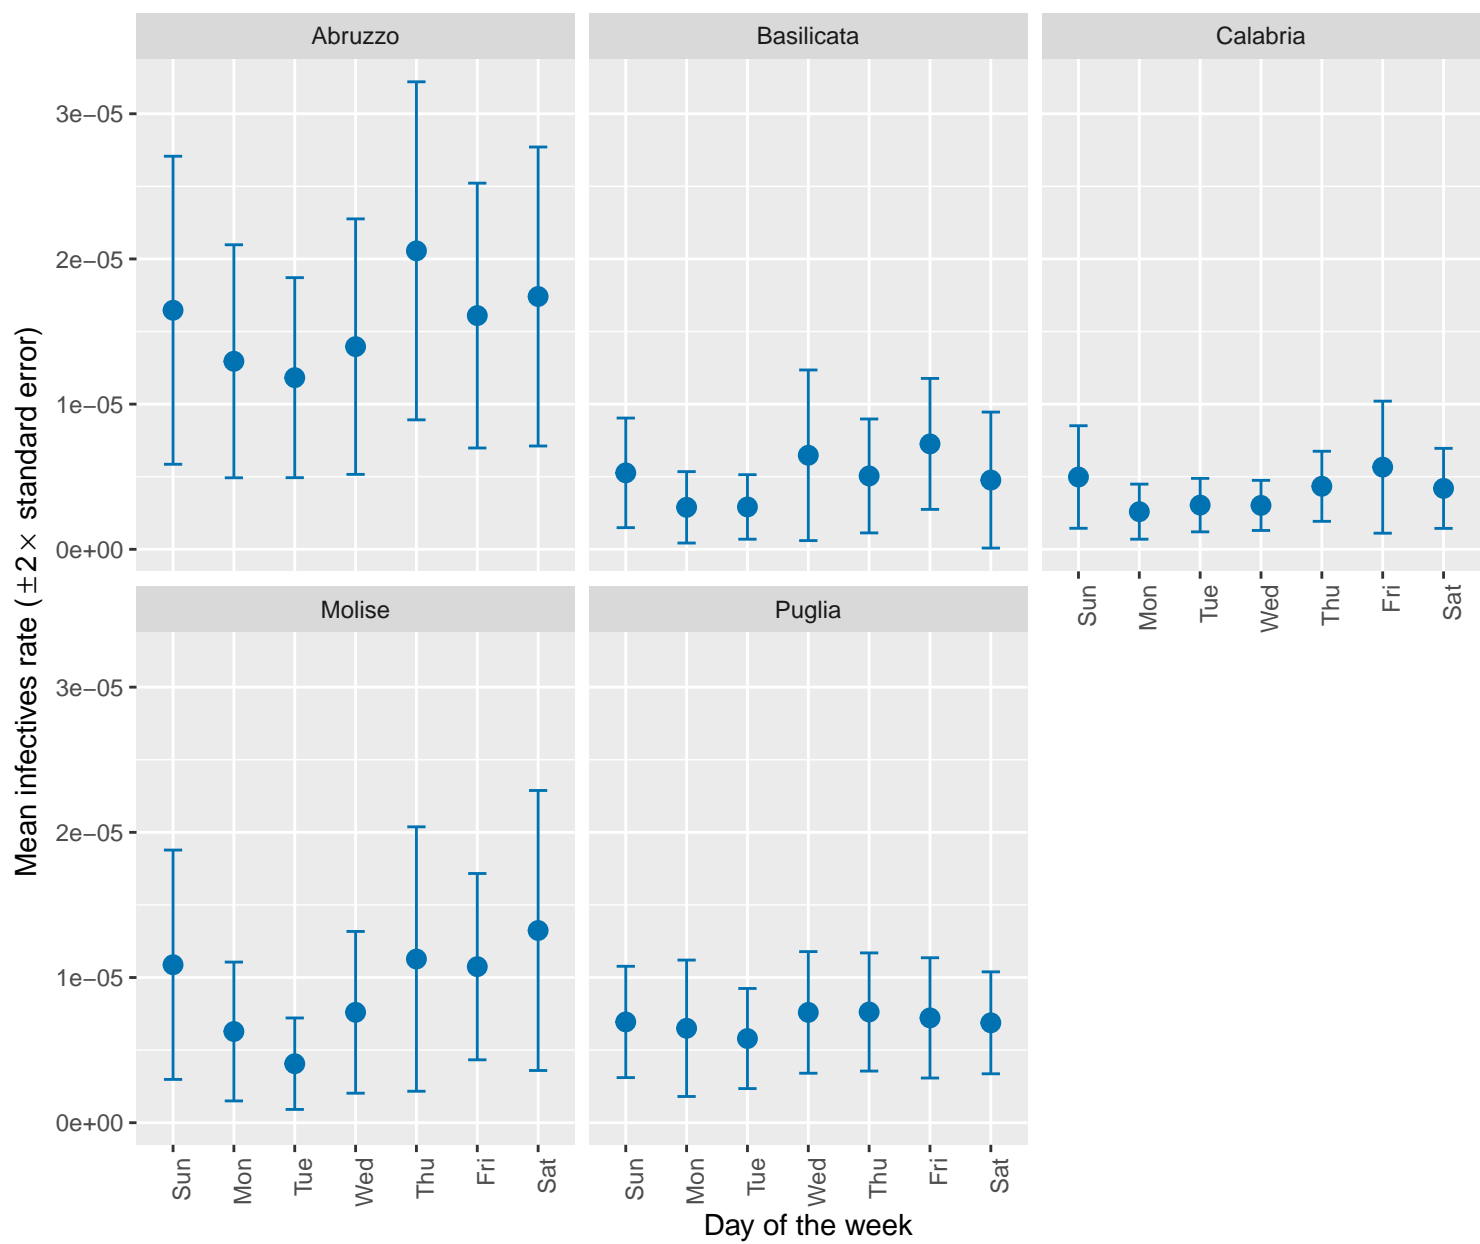 Abruzzo
Basilicata
Calabria
3e−05
2e−05
1e−05
0e+00
Sun
Mon
Tue
Wed
Thu
Fri
Sat
Molise
Puglia
3e−05
2e−05
1e−05
0e+00
Sun
Mon
Tue
Wed
Thu
Fri
Sat
Sun
Mon
Tue
Wed
Thu
Fri
Sat
Day of the week
Mean infectives rate (±2× standard error)